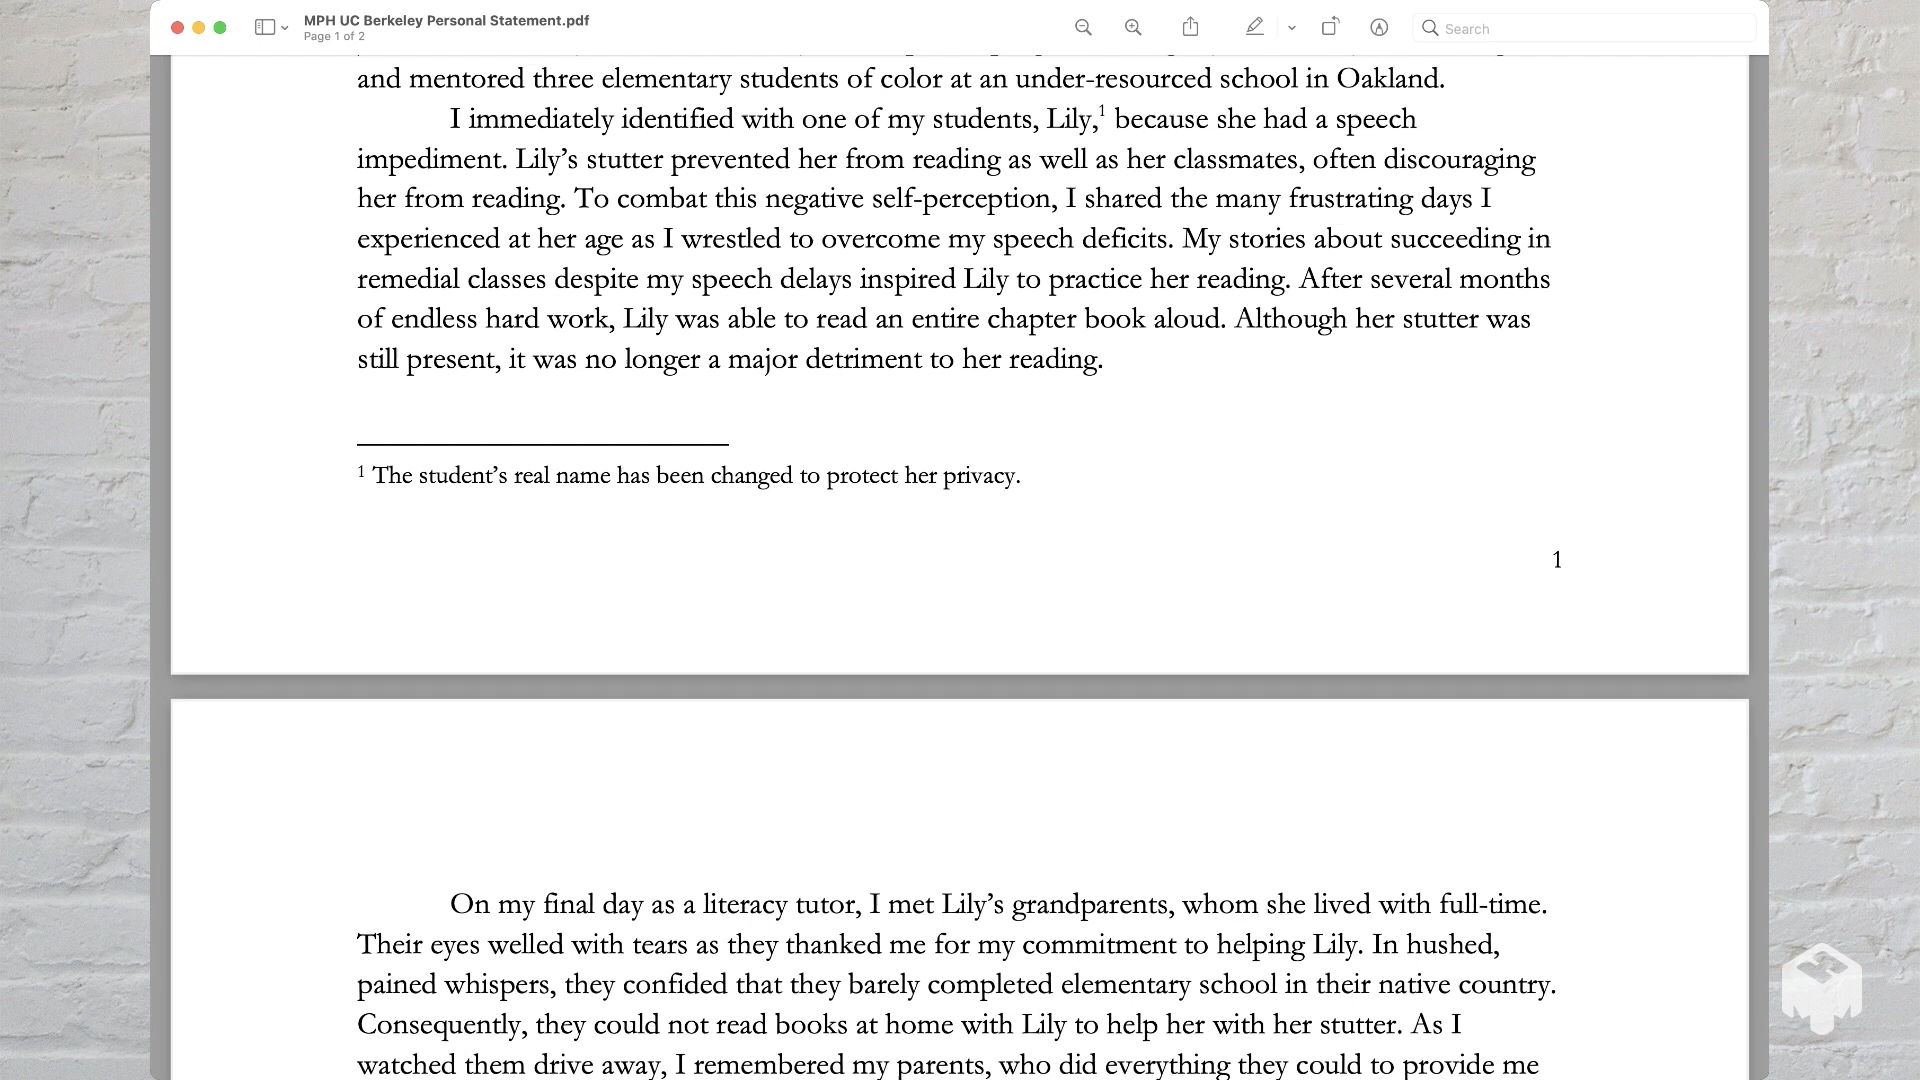 MPH UC Berkeley Personal Statement.pdf
Page 1 of 2
Search
and mentored three elementary students of color at an under-resourced school in Oakland.
I immediately identified with one of my students, Lily,1 because she had a speech
impediment. Lily’s stutter prevented her from reading as well as her classmates, often discouraging
her from reading. To combat this negative self-perception, I shared the many frustrating days I
experienced at her age as I wrestled to overcome my speech deficits. My stories about succeeding in
remedial classes despite my speech delays inspired Lily to practice her reading. After several months
of endless hard work, Lily was able to read an entire chapter book aloud. Although her stutter was
still present, it was no longer a major detriment to her reading.
1 The student’s real name has been changed to protect her privacy.
1
On my final day as a literacy tutor, I met Lily’s grandparents, whom she lived with full-time.
Their eyes welled with tears as they thanked me for my commitment to helping Lily. In hushed,
pained whispers, they confided that they barely completed elementary school in their native country.
Consequently, they could not read books at home with Lily to help her with her stutter. As I
watched them drive away, I remembered my parents, who did everything they could to provide me